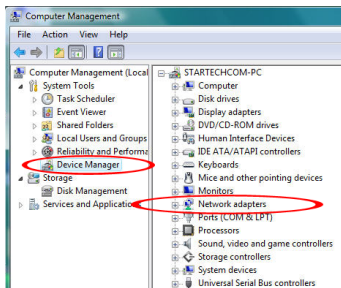 Computer Management
File Action View Help
Computer Management (Local
System Tools
Task Scheduler
Event Viewer
Shared Folders
Local Users and Groups
Reliability and Performa
Device Manager
Storage
Disk Management
Services and Application
STARTECHCOM-PC
Computer
Disk drives
Display adapters
DVD/CD-ROM drives
Human Interface Devices
IDE ATA/ATAPI controllers
Keyboards
Mice and other pointing devices
Monitors
Network adapters
Ports (COM & LPT)
Processors
Sound, video and game controllers
Storage controllers
System devices
Universal Serial Bus controllers